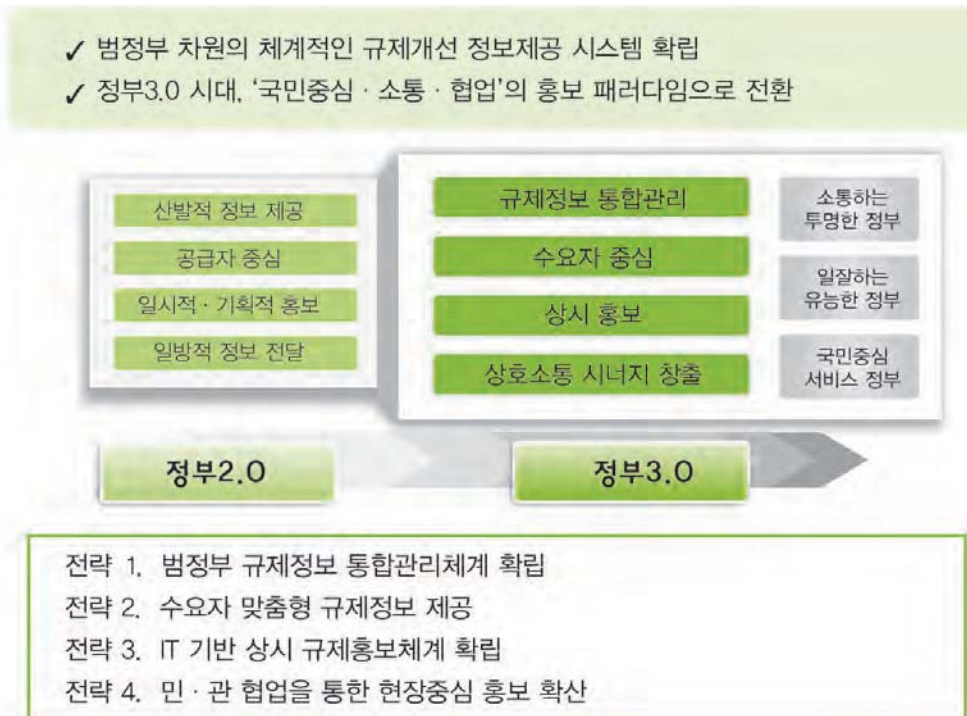 ✓ 범정부 차원의 체계적인 규제개선 정보제공 시스템 확립
✓ 정부3.0 시대, ‘국민중심 · 소통 · 협업’의 홍보 패러다임으로 전환
산발적 정보 제공
공급자 중심
일시적 · 기획적 홍보
일방적 정보 전달
규제정보 통합관리
수요자 중심
상시 홍보
상호소통 시너지 창출
소통하는
투명한 정부
일잘하는
유능한 정부
국민중심
서비스 정부
정부2.0
정부3.0
전략 1. 범정부 규제정보 통합관리체계 확립
전략 2. 수요자 맞춤형 규제정보 제공
전략 3. IT 기반 상시 규제홍보체계 확립
전략 4. 민 · 관 협업을 통한 현장중심 홍보 확산